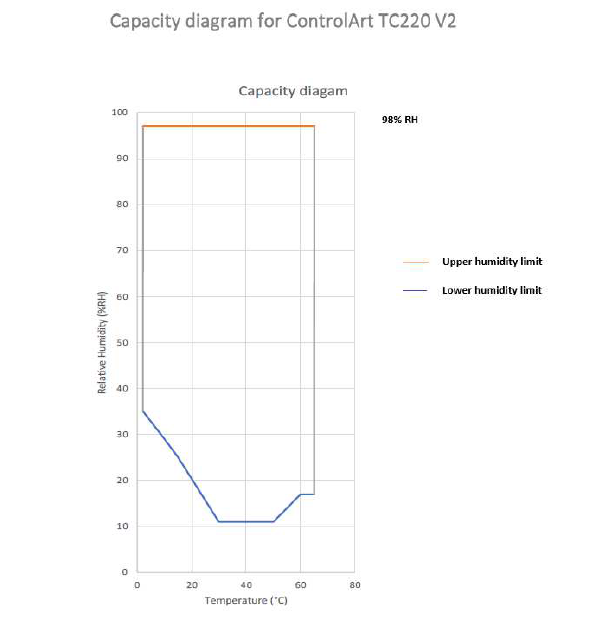 Capacity diagram for ControlArt TC220 V2
Capacity diagam
98% RH
100
90
80
70
60
50
40
30
20
10
0
Relative Humidity (%RH)
0 20 40 60 80
Temperature (°C)
Upper humidity limit
Lower humidity limit